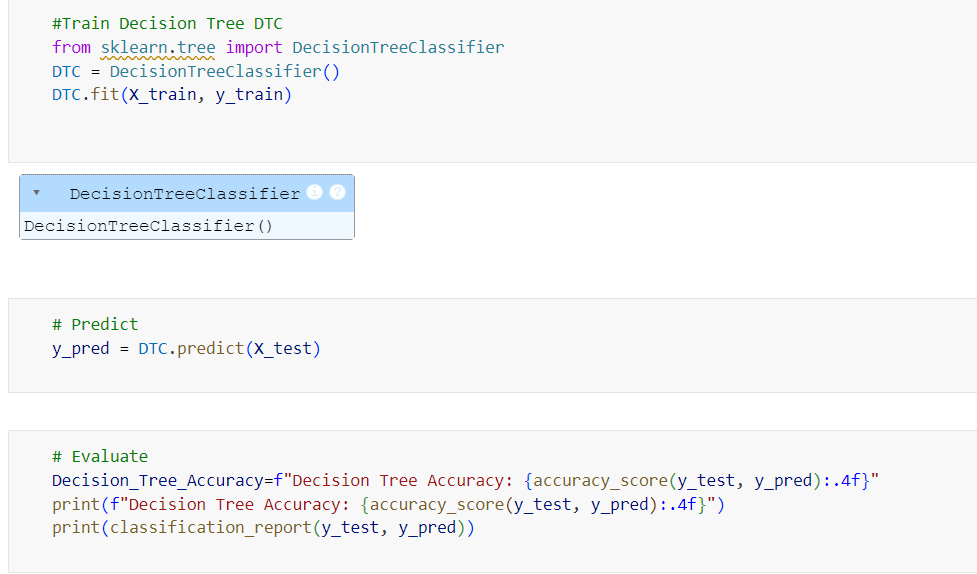 #Train Decision Tree DTC
from sklearn.tree import DecisionTreeClassifier
DTC = DecisionTreeClassifier()
DTC.fit(X_train, y_train)
▾ DecisionTreeClassifier i ?
DecisionTreeClassifier()
# Predict
y_pred = DTC.predict(X_test)
# Evaluate
Decision_Tree_Accuracy=f"Decision Tree Accuracy: {accuracy_score(y_test, y_pred):.4f}"
print(f"Decision Tree Accuracy: {accuracy_score(y_test, y_pred):.4f}")
print(classification_report(y_test, y_pred))